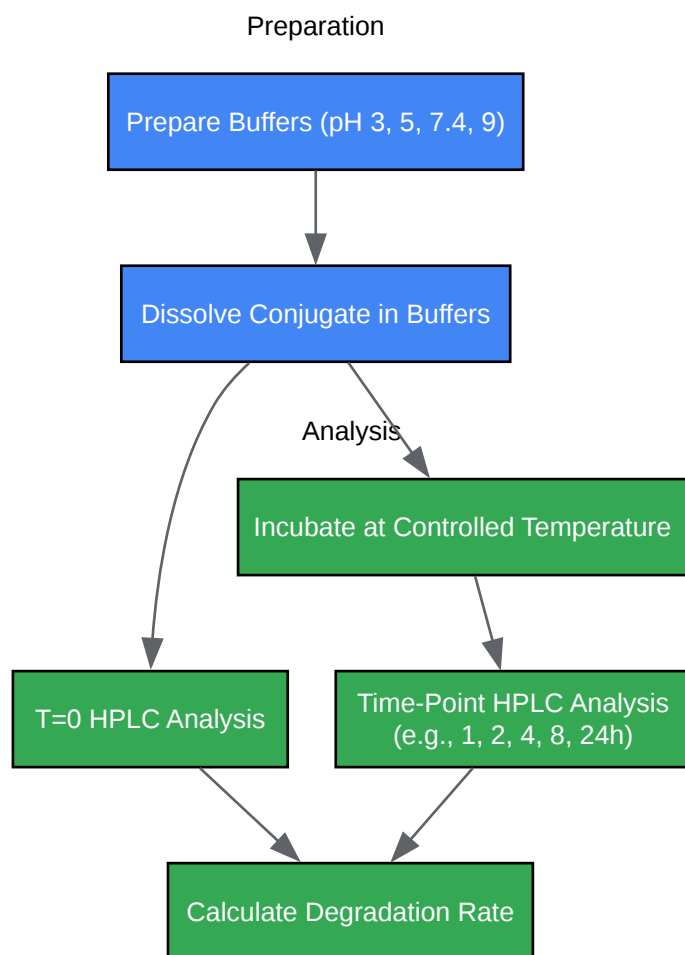 Preparation
Prepare Buffers (pH 3, 5, 7.4, 9)
Dissolve Conjugate in Buffers
Analysis
Incubate at Controlled Temperature
T=0 HPLC Analysis
Time-Point HPLC Analysis
(e.g., 1, 2, 4, 8, 24h)
Calculate Degradation Rate